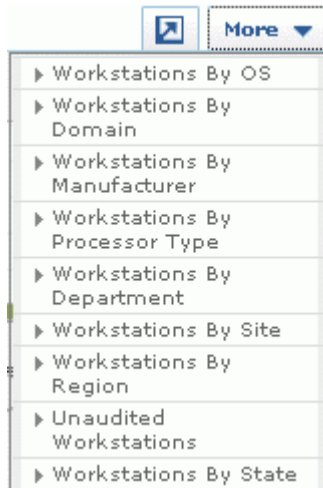 More
Workstations By OS
Workstations By
Domain
Workstations By
Manufacturer
Workstations By
Processor Type
Workstations By
Department
Workstations By Site
Workstations By
Region
Unaudited
Workstations
Workstations By State